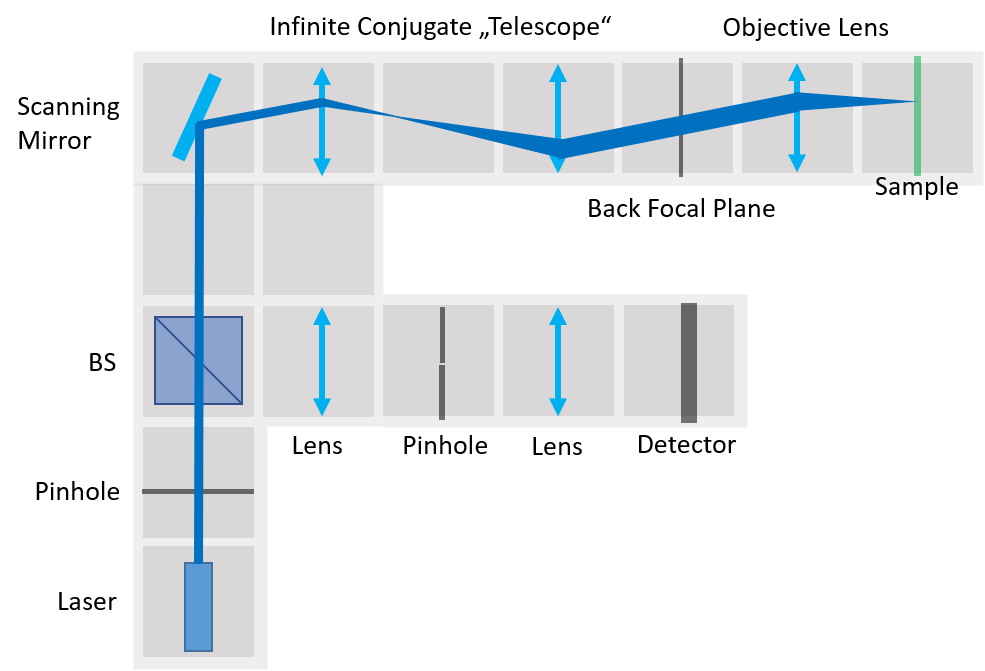 Infinite Conjugate „Telescope“
Objective Lens
Scanning
Mirror
Sample
Back Focal Plane
BS
Lens
Pinhole
Lens
Detector
Pinhole
Laser